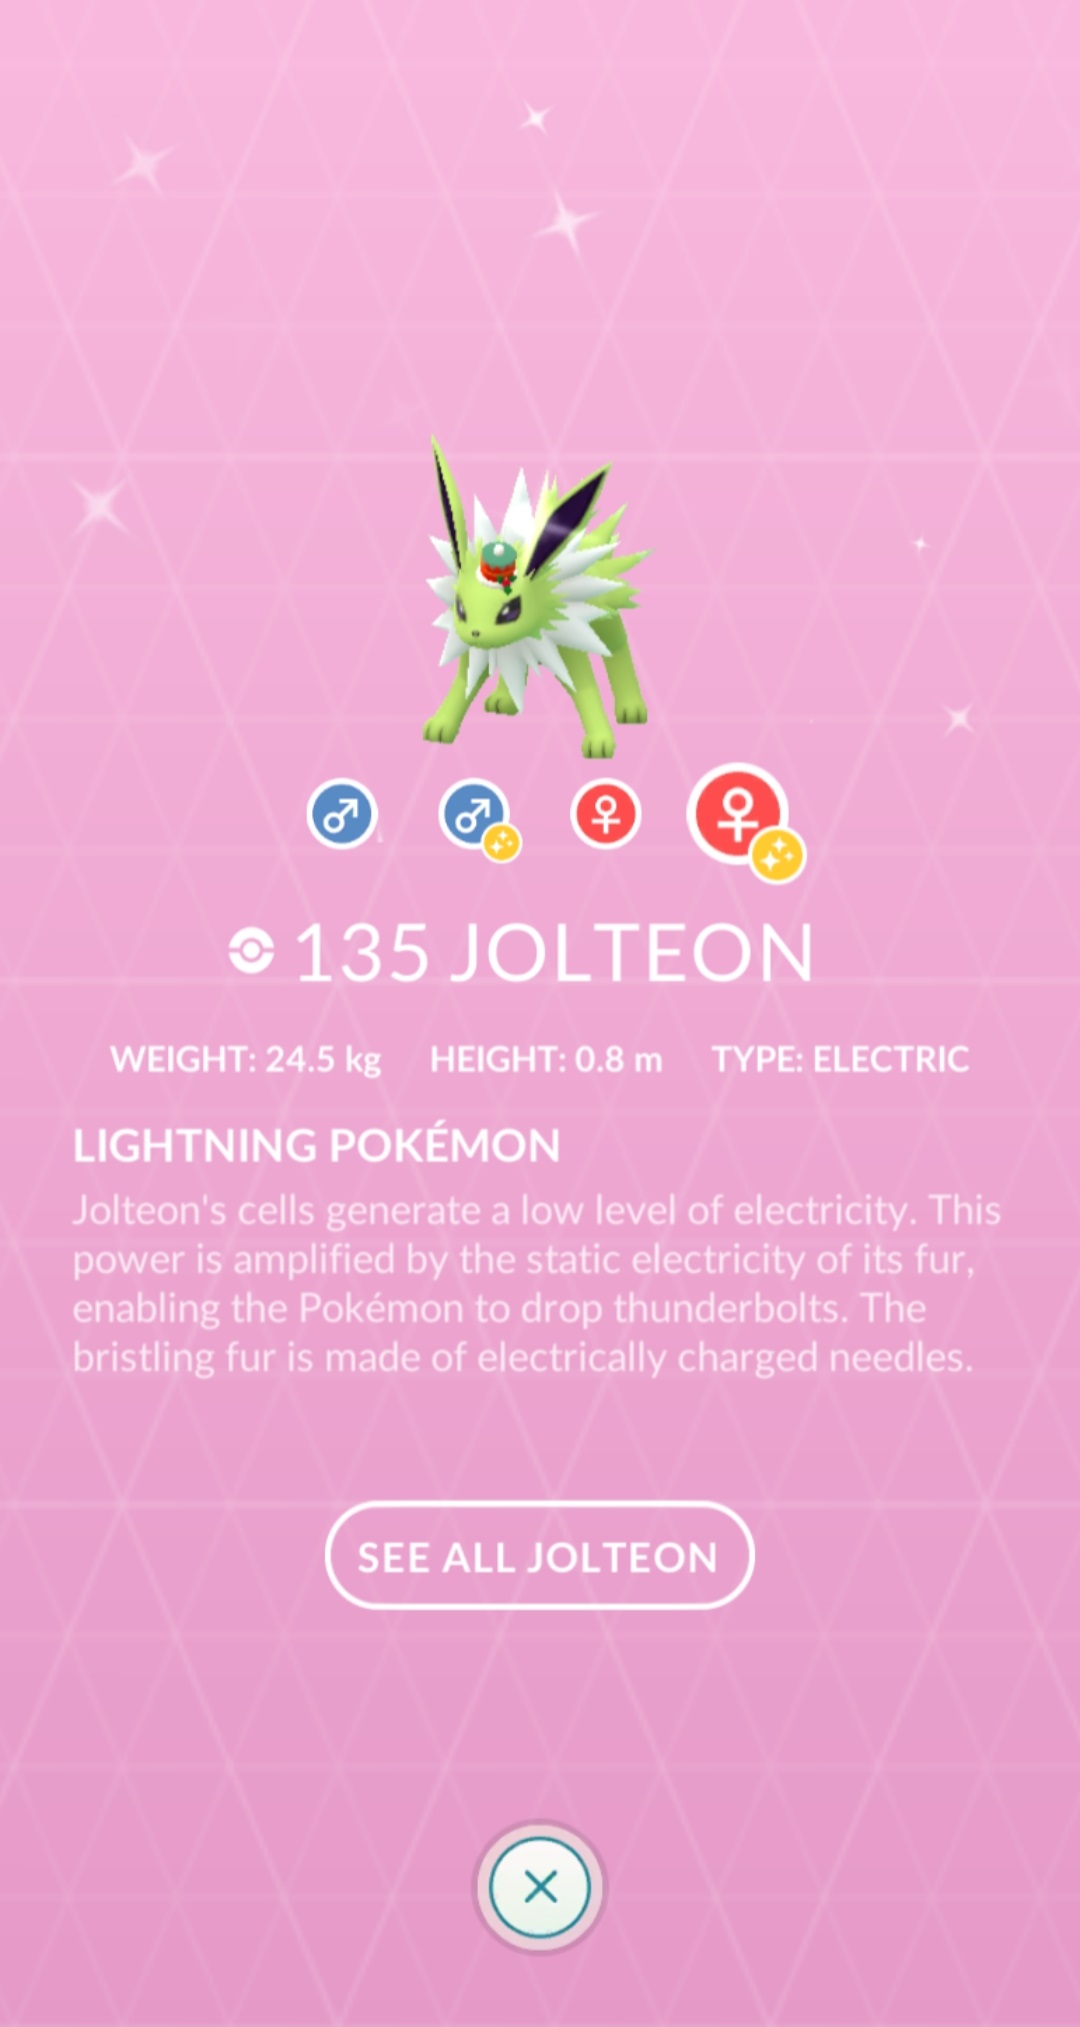 135 JOLTEON
WEIGHT: 24.5 kg HEIGHT: 0.8 m TYPE: ELECTRIC
LIGHTNING POKÉMON
Jolteon's cells generate a low level of electricity. This
power is amplified by the static electricity of its fur,
enabling the Pokémon to drop thunderbolts. The
bristling fur is made of electrically charged needles.
SEE ALL JOLTEON